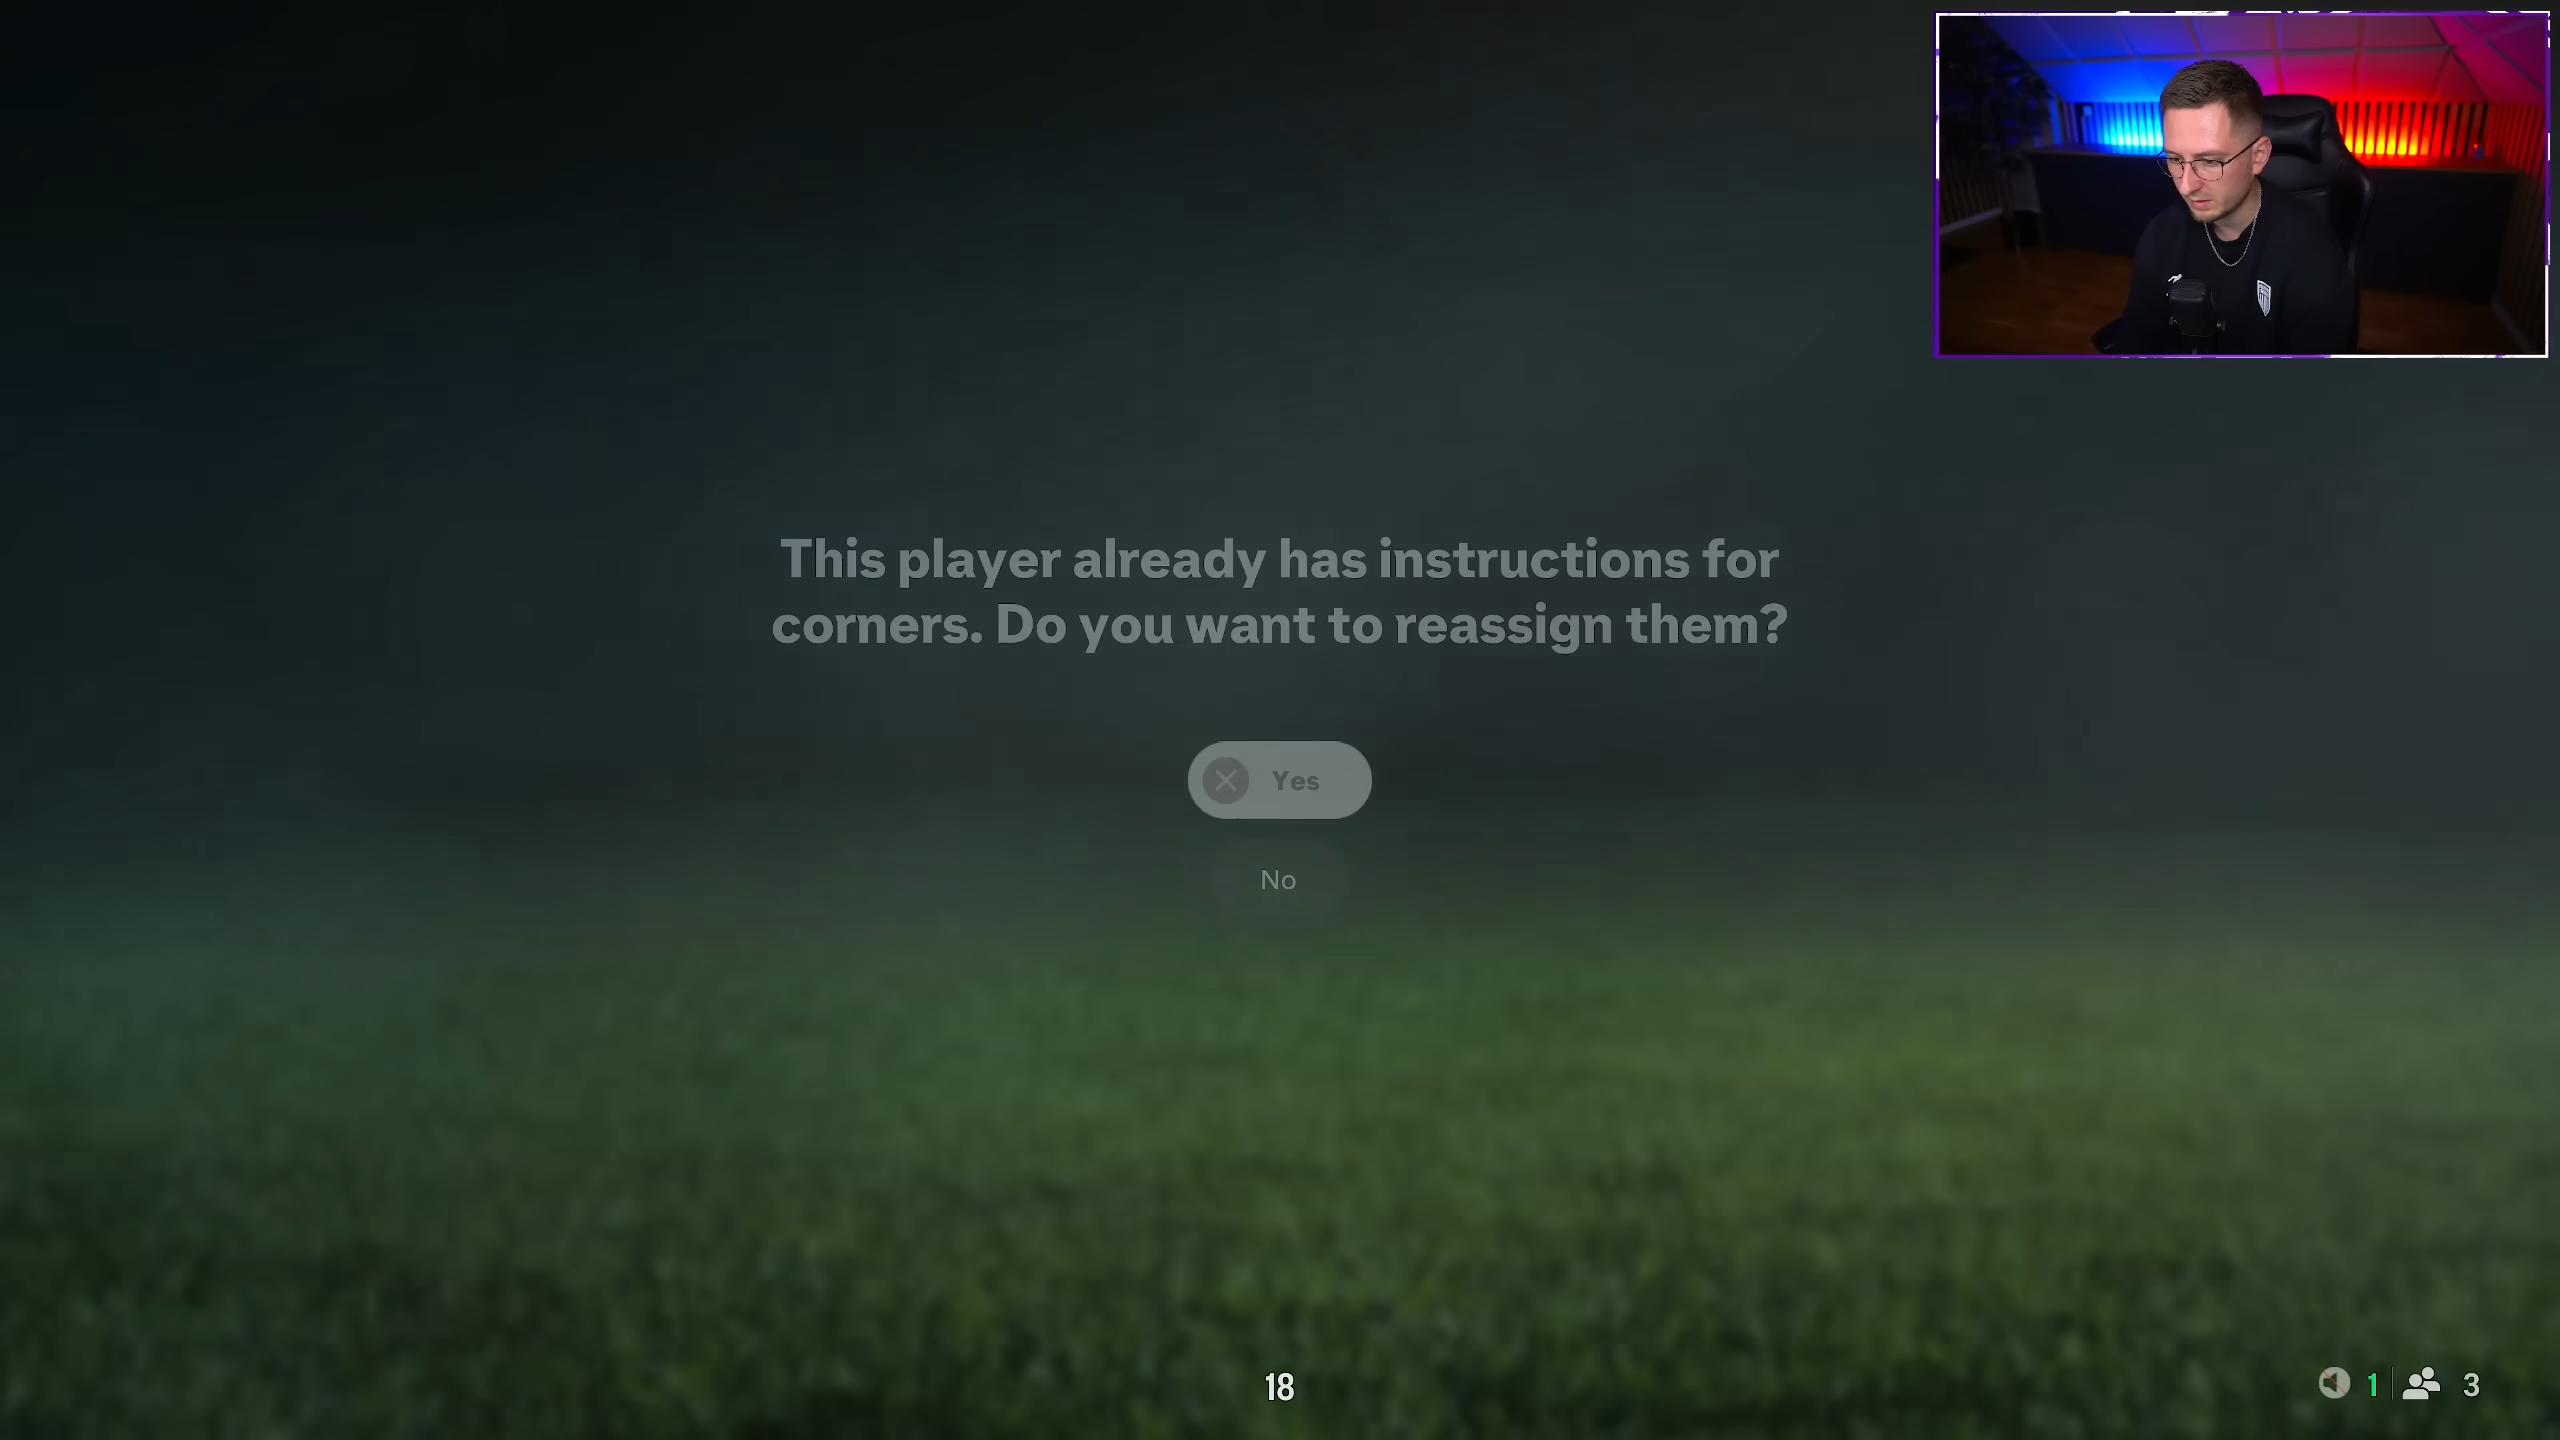 This player already has instructions for
corners. Do you want to reassign them?
Yes
No
18
1 3